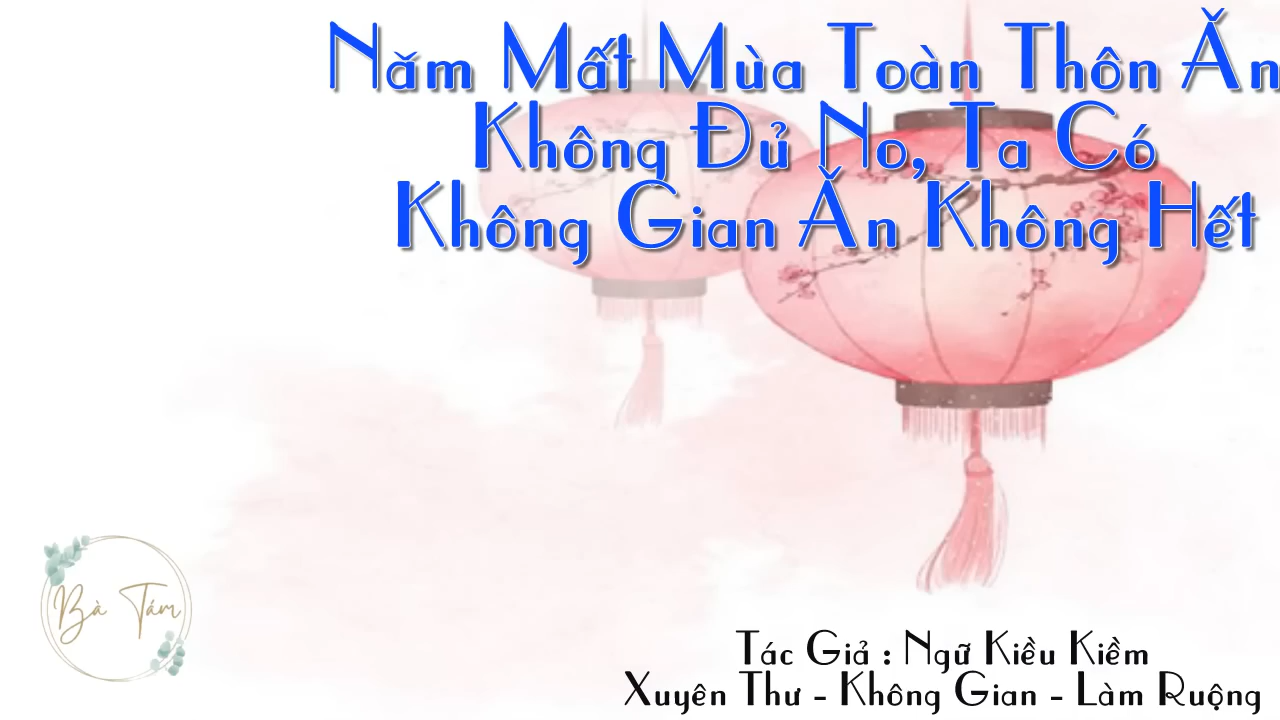 Năm Mất Mùa Toàn Thôn Ăn
Không Đủ No, Ta Có
Không Gian Ăn Không Hết
Bà Tám
Tác Giả : Ngữ Kiều Kiềm
Xuyên Thư - Không Gian - Làm Ruộng